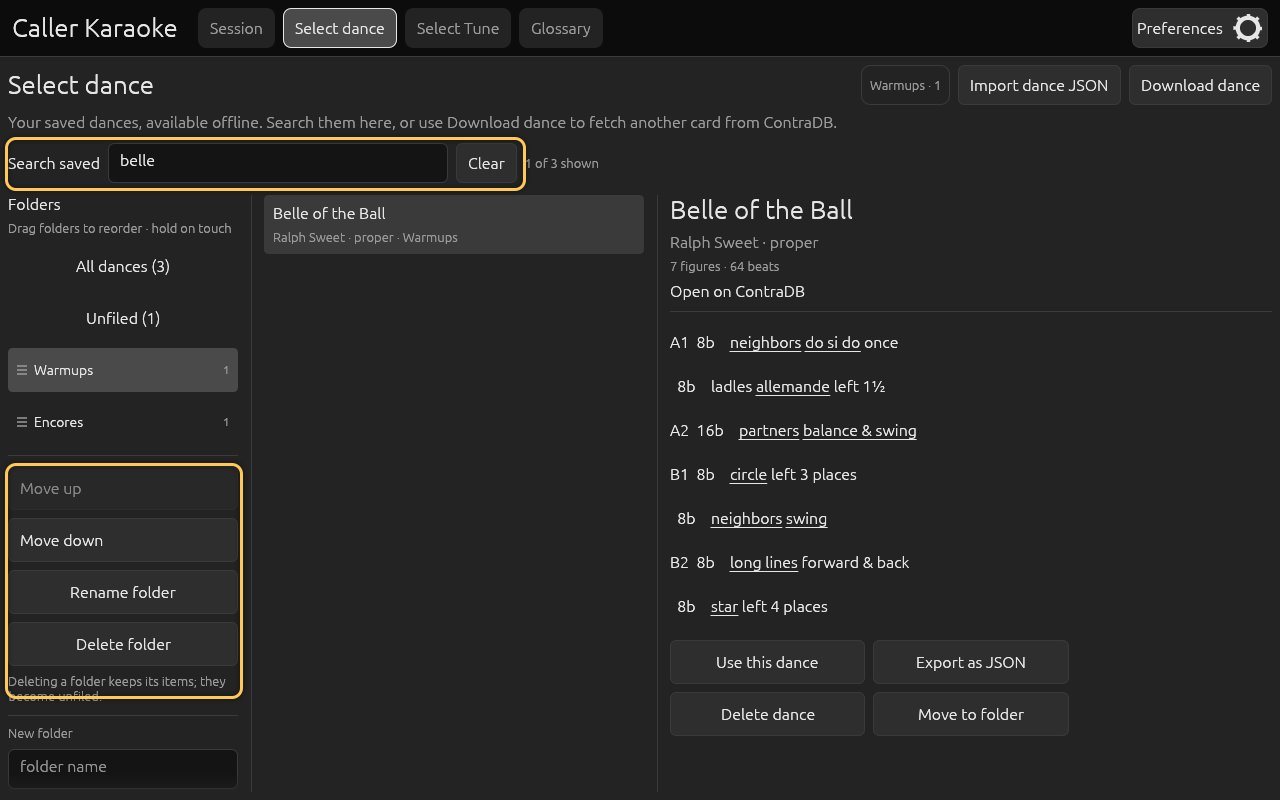 Caller Karaoke Session Select dance Select Tune Glossary Preferences
Select dance Warmups · 1 Import dance JSON Download dance
Your saved dances, available offline. Search them here, or use Download dance to fetch another card from ContraDB.
Search saved belle Clear 1 of 3 shown
Folders
Drag folders to reorder · hold on touch
All dances (3)
Unfiled (1)
Warmups 1
Encores 1
Move up
Move down
Rename folder
Delete folder
Deleting a folder keeps its items; they
become unfiled.
New folder
folder name
Belle of the Ball
Ralph Sweet · proper · Warmups
Belle of the Ball
Ralph Sweet · proper
7 figures · 64 beats
Open on ContraDB
A1 8b neighbors do si do once
8b ladles allemande left 1½
A2 16b partners balance & swing
B1 8b circle left 3 places
8b neighbors swing
B2 8b long lines forward & back
8b star left 4 places
Use this dance Export as JSON
Delete dance Move to folder